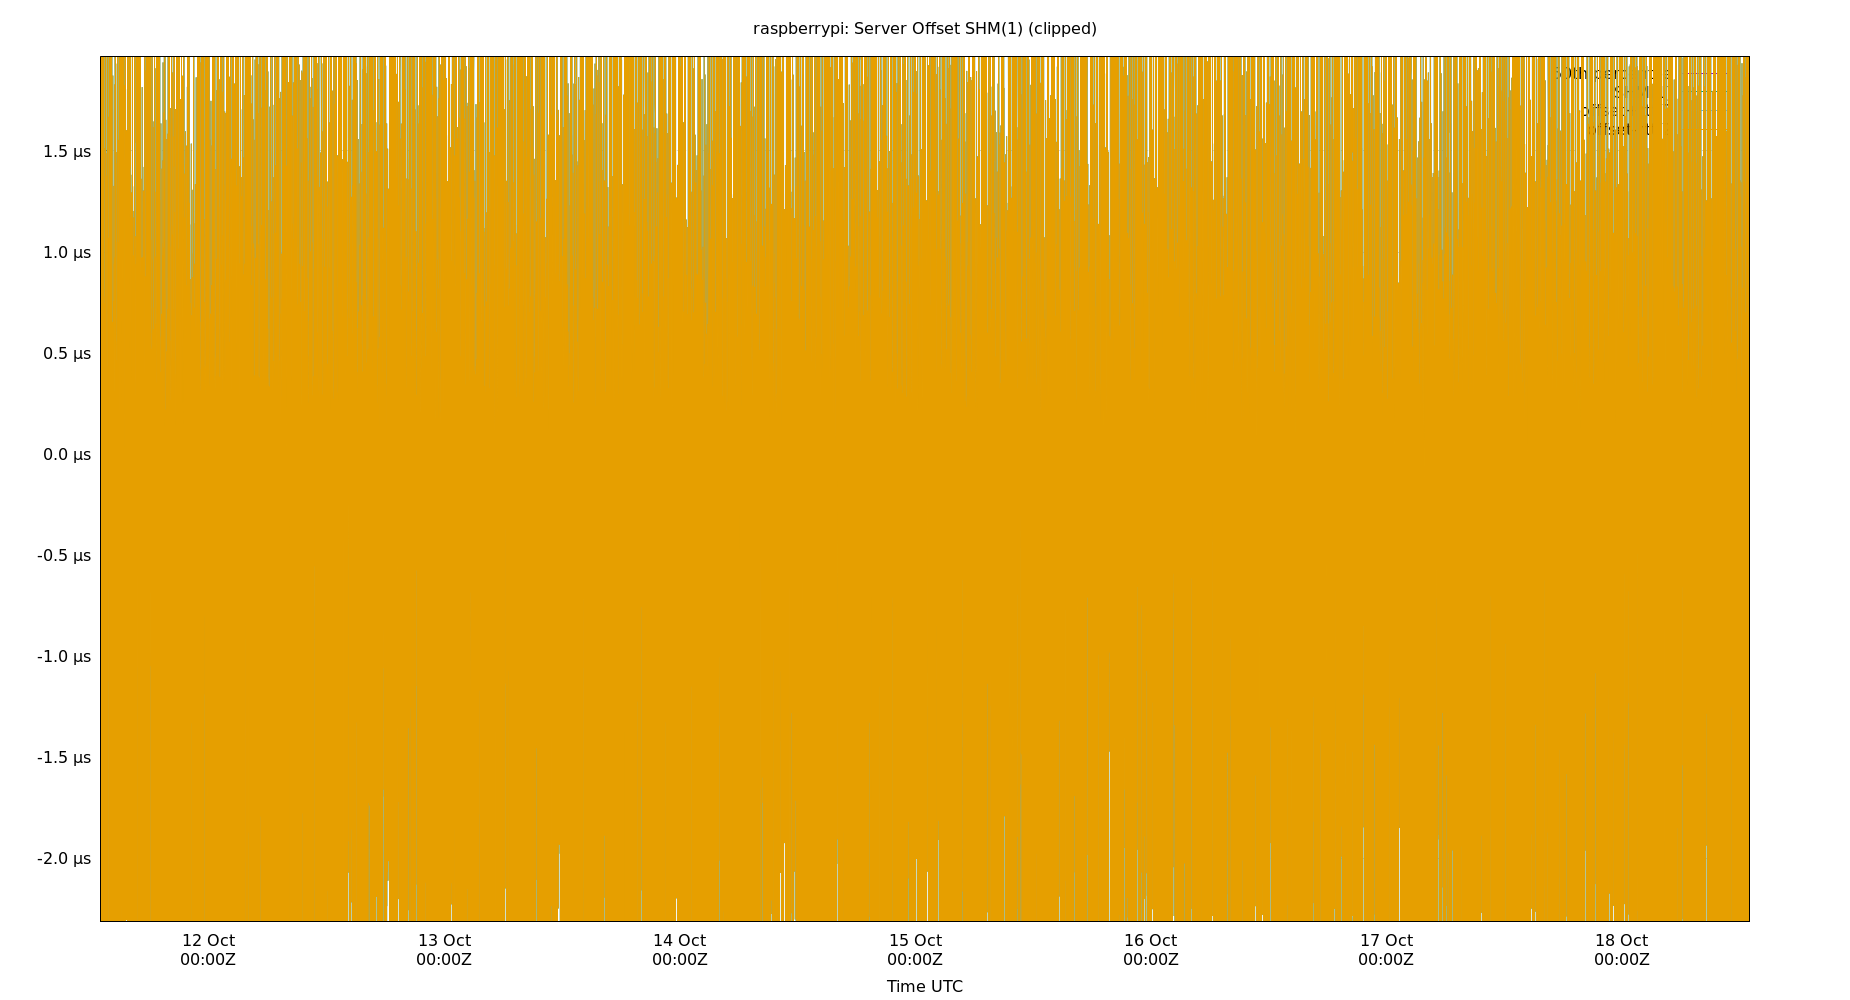 raspberrypi: Server Offset SHM(1) (clipped)
1.5 µs
1.0 µs
0.5 µs
0.0 µs
-0.5 µs
-1.0 µs
-1.5 µs
-2.0 µs
12 Oct 13 Oct 14 Oct 15 Oct 16 Oct 17 Oct 18 Oct
00:00Z 00:00Z 00:00Z 00:00Z 00:00Z 00:00Z 00:00Z
Time UTC